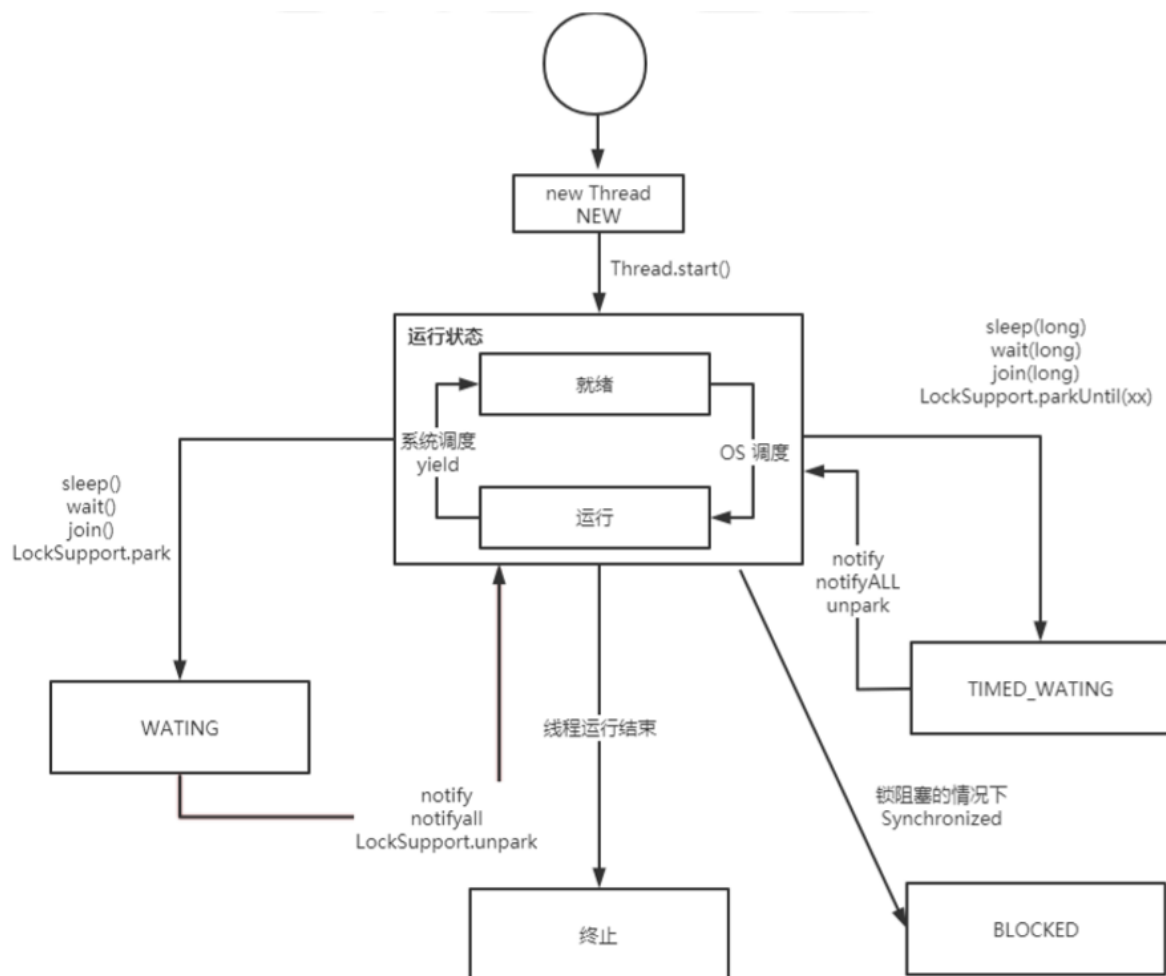 new Thread
NEW
Thread.start()
运行状态
就绪
系统调度
yield
OS 调度
运行
sleep(long)
wait(long)
join(long)
LockSupport.parkUntil(xx)
sleep()
wait()
join()
LockSupport.park
notify
notifyALL
unpark
WATING
TIMED_WATING
线程运行结束
notify
notifyall
LockSupport.unpark
锁阻塞的情况下
Synchronized
终止
BLOCKED